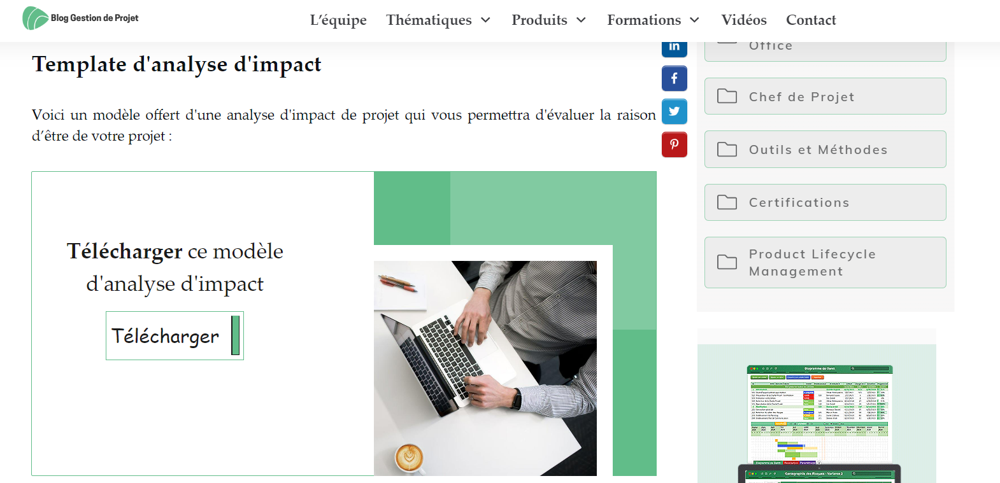 Blog Gestion de Projet
L’équipe
Thématiques
Produits
Formations
Vidéos
Contact
Template d'analyse d'impact
Voici un modèle offert d'une analyse d'impact de projet qui vous permettra d'évaluer la raison
d’être de votre projet :
Télécharger ce modèle
d'analyse d'impact
Télécharger
in
Office
Chef de Projet
Outils et Méthodes
Certifications
Product Lifecycle
Management
Diagramme de Gantt
Cartographie des Risques - Variante 2